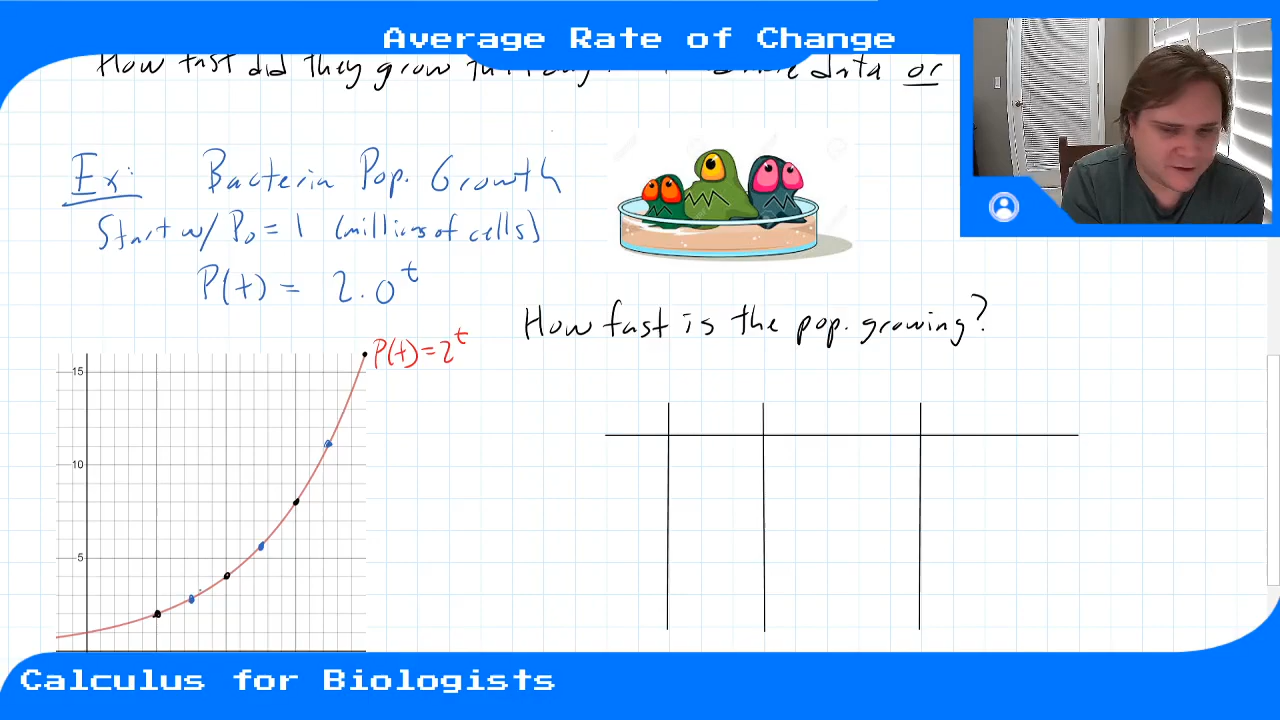 Average Rate of Change
How fast did they grow data or
Ex: Bacteria Pop. Growth
Start w/ P₀ = 1 (millions of cells)
P(t) = 2.0ᵗ
How fast is the pop. growing?
P(t)=2ᵗ
15
10
5
Calculus for Biologists